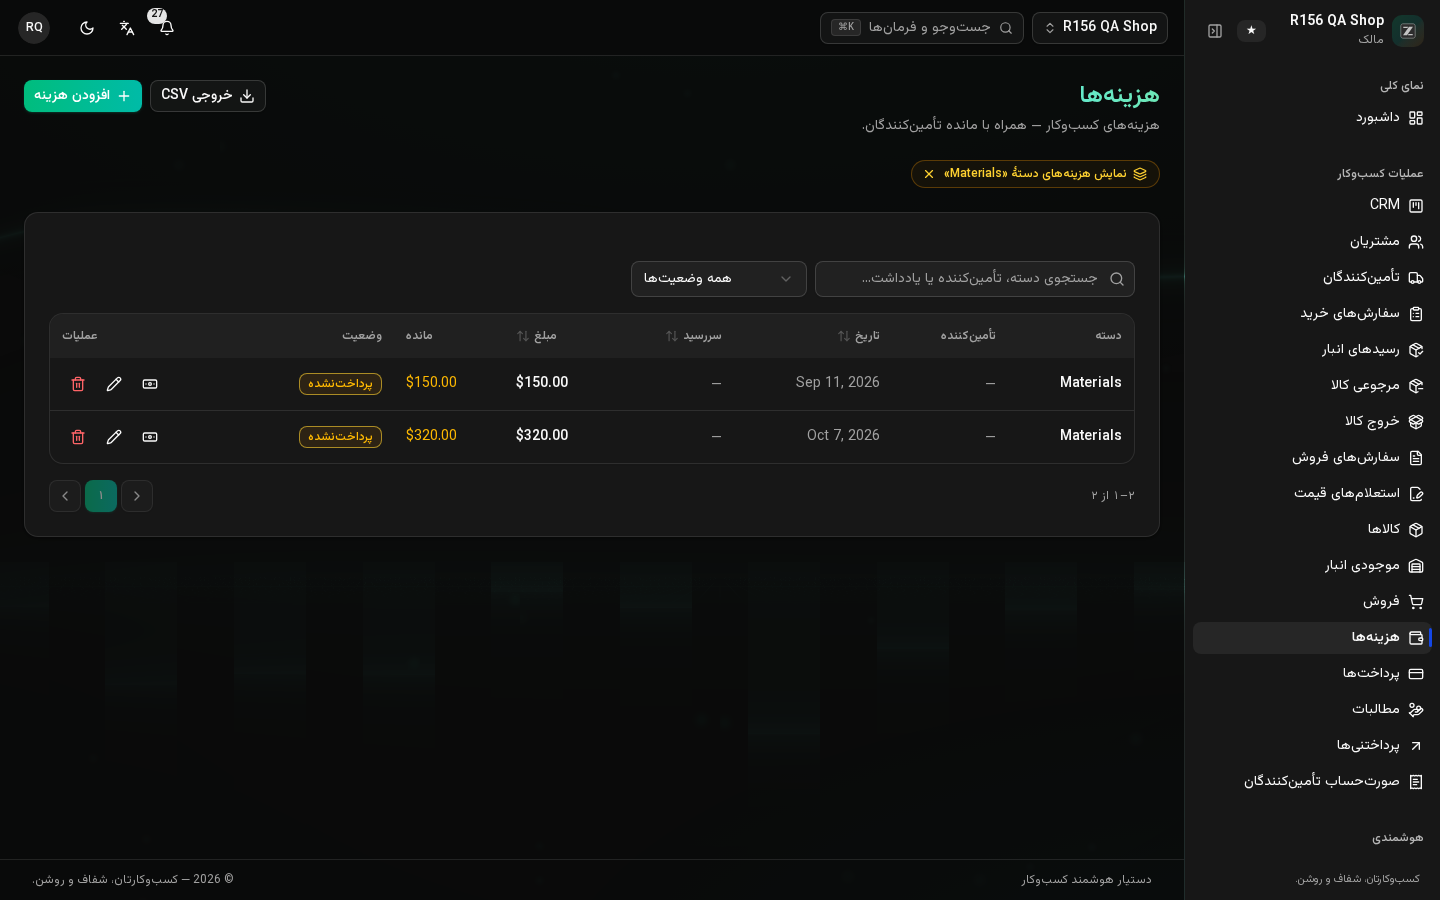 R156 QA Shop
مالک
نمای کلی
داشبورد
عملیات کسب‌وکار
CRM
مشتریان
تأمین‌کنندگان
سفارش‌های خرید
رسیدهای انبار
مرجوعی کالا
خروج کالا
سفارش‌های فروش
استعلام‌های قیمت
کالاها
موجودی انبار
فروش
هزینه‌ها
پرداخت‌ها
مطالبات
پرداختنی‌ها
صورت‌حساب تأمین‌کنندگان
هوشمندی
کسب‌وکارتان، شفاف و روشن.
R156 QA Shop
جست‌وجو و فرمان‌ها ⌘K
27
RQ
هزینه‌ها
هزینه‌های کسب‌وکار — همراه با مانده تأمین‌کنندگان.
خروجی CSV
افزودن هزینه
نمایش هزینه‌های دستهٔ «Materials»
جستجوی دسته، تأمین‌کننده یا یادداشت...
همه وضعیت‌ها
دسته تأمین‌کننده تاریخ سررسید مبلغ مانده وضعیت عملیات
Materials — Sep 11, 2026 — $150.00 $150.00 پرداخت‌نشده
Materials — Oct 7, 2026 — $320.00 $320.00 پرداخت‌نشده
۱–۲ از ۲
۱
دستیار هوشمند کسب‌وکار
© 2026 — کسب‌وکارتان، شفاف و روشن.